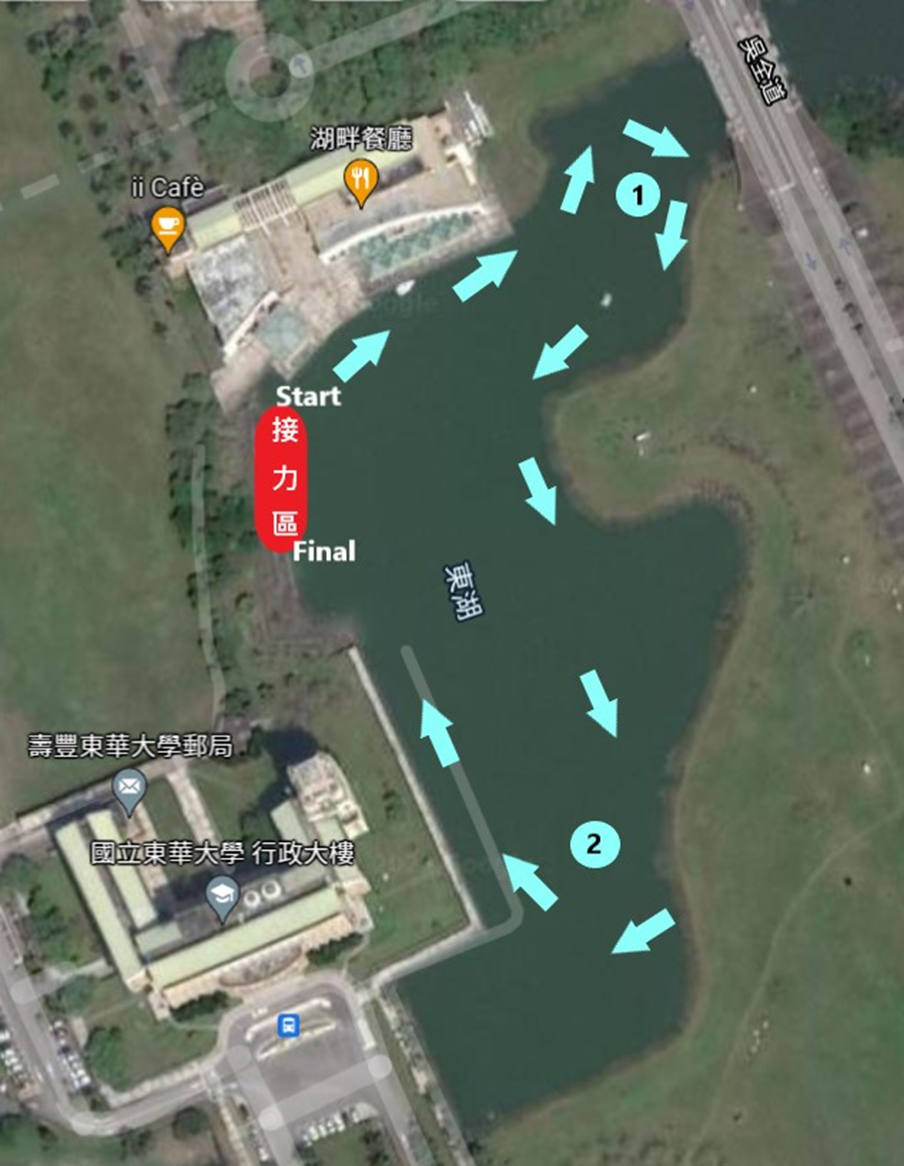 吳全道
湖畔餐廳
ii Cafè
1
Start
接
力
區
Final
東湖
壽豐東華大學郵局
2
國立東華大學 行政大樓